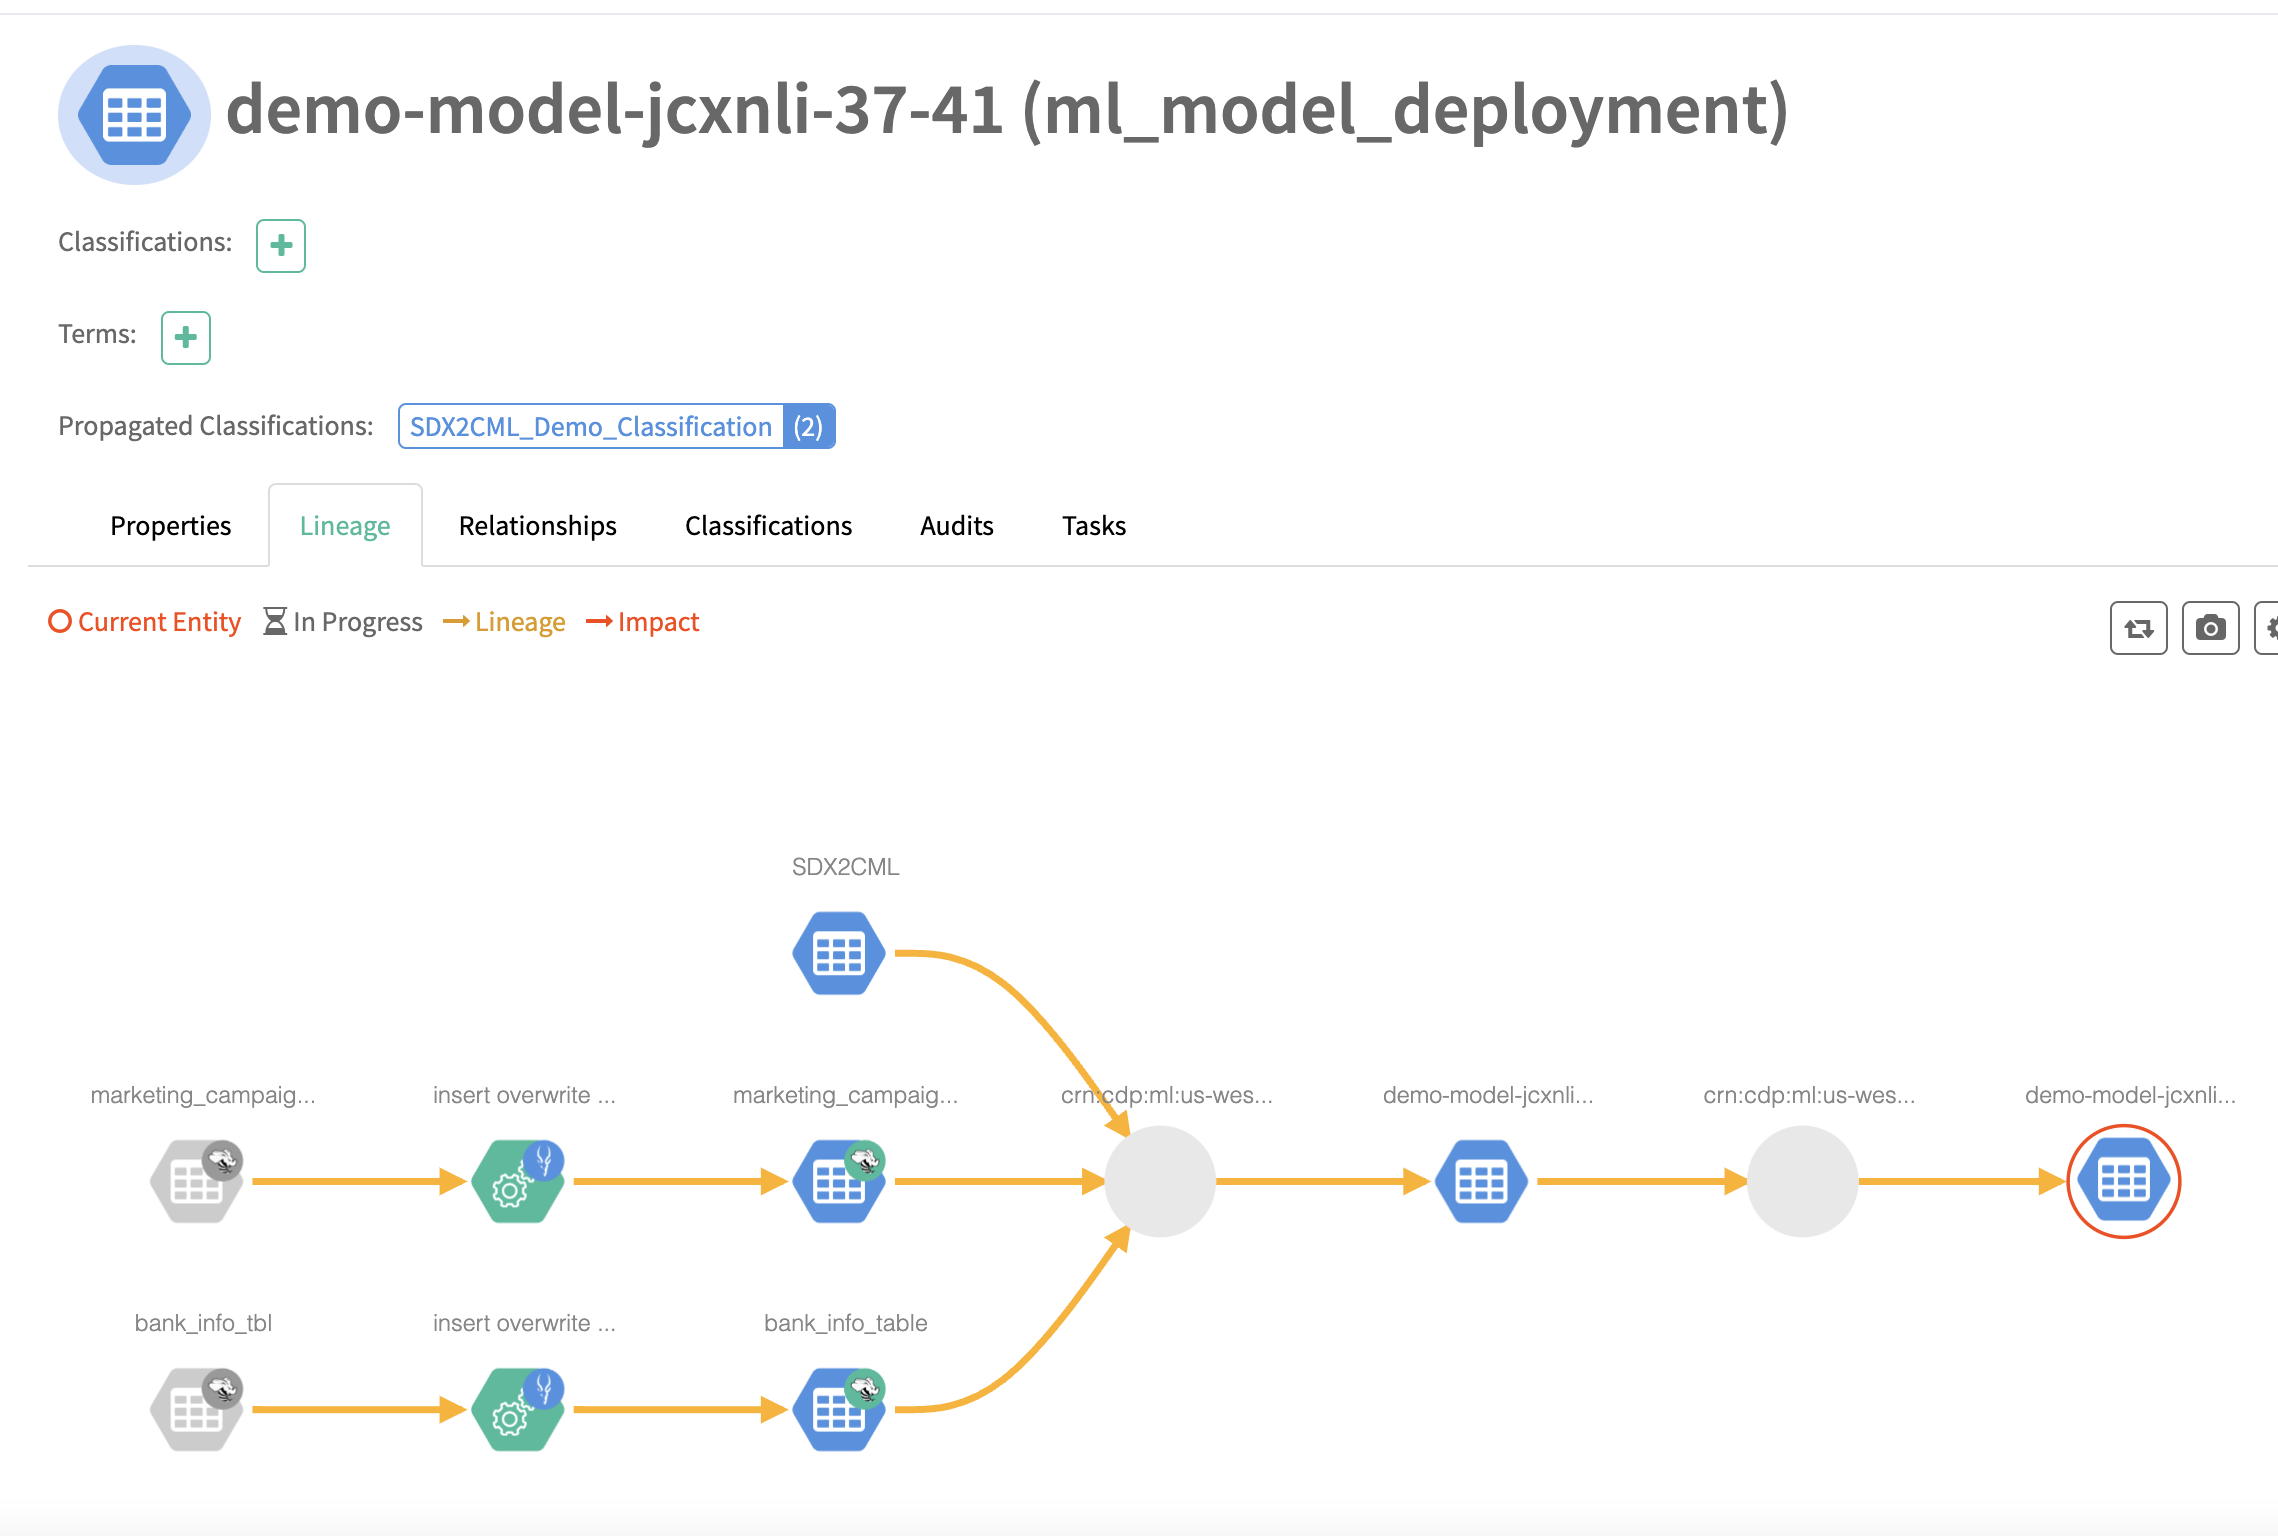 demo-model-jcxnli-37-41 (ml_model_deployment)
Classifications:
Terms:
Propagated Classifications: SDX2CML_Demo_Classification (2)
Properties Lineage Relationships Classifications Audits Tasks
Current Entity In Progress Lineage Impact
SDX2CML
marketing_campaig... insert overwrite ... marketing_campaig... crn:cdp:ml:us-wes... demo-model-jcxnli... crn:cdp:ml:us-wes... demo-model-jcxnli...
bank_info_tbl insert overwrite ... bank_info_table